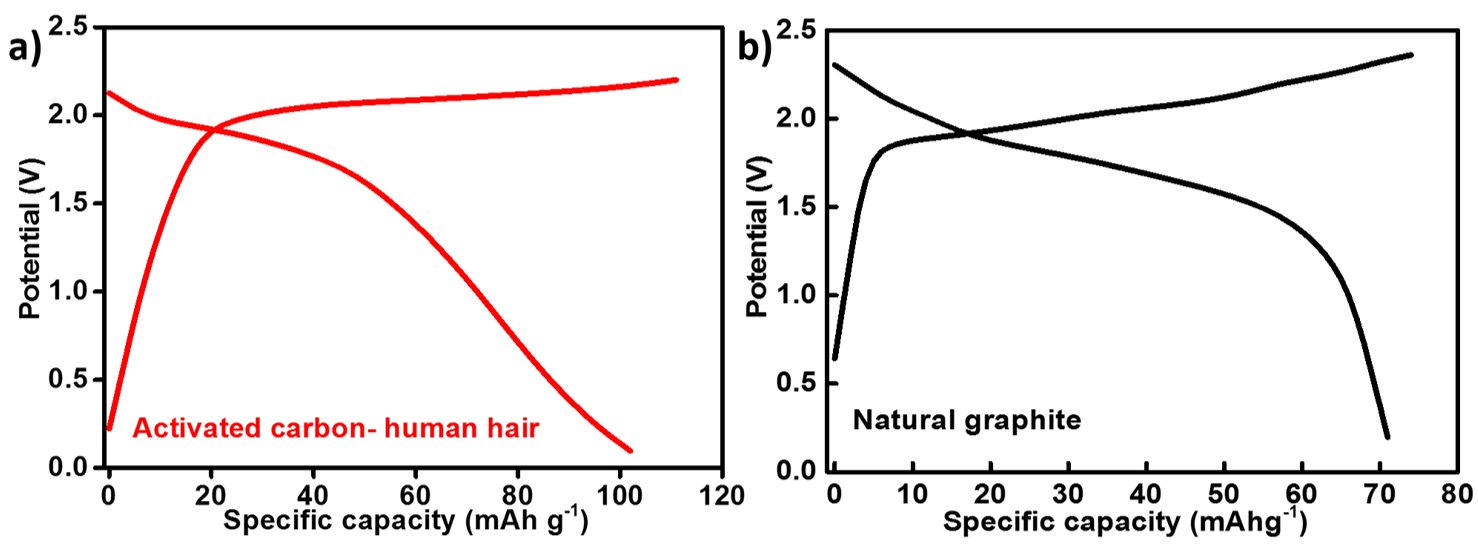 a)
2.5
2.0
1.5
1.0
0.5
0.0
Potential (V)
Activated carbon- human hair
0 20 40 60 80 100 120
Specific capacity (mAh g⁻¹)
b)
2.5
2.0
1.5
1.0
0.5
0.0
Potential (V)
Natural graphite
0 10 20 30 40 50 60 70 80
Specific capacity (mAhg⁻¹)